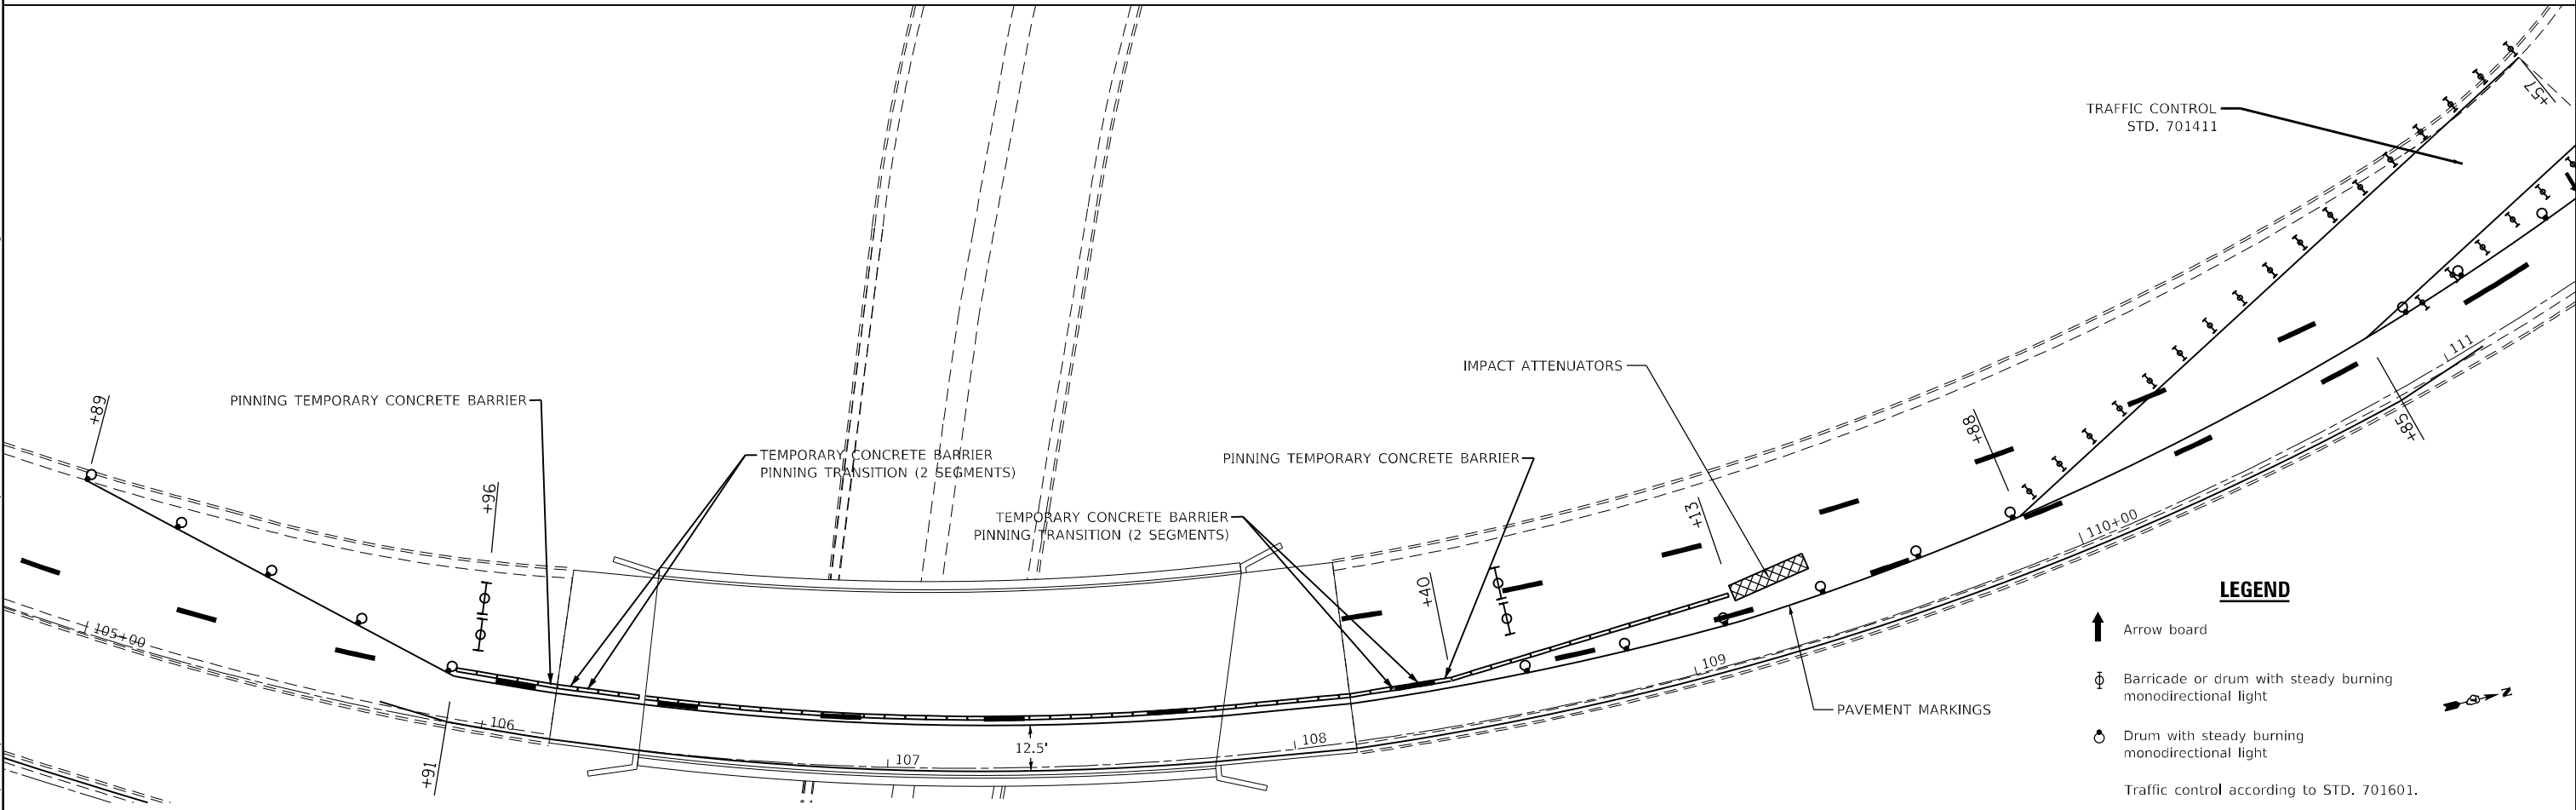 TRAFFIC CONTROL
STD. 701411
+57
IMPACT ATTENUATORS
PINNING TEMPORARY CONCRETE BARRIER
+89
TEMPORARY CONCRETE BARRIER
PINNING TRANSITION (2 SEGMENTS)
PINNING TEMPORARY CONCRETE BARRIER
+96
TEMPORARY CONCRETE BARRIER
PINNING TRANSITION (2 SEGMENTS)
+13
+88
+85
111
110+00
+40
109
105+00
106
107
108
12.5'
+91
PAVEMENT MARKINGS
LEGEND
Arrow board
Barricade or drum with steady burning
monodirectional light
Drum with steady burning
monodirectional light
Traffic control according to STD. 701601.
N